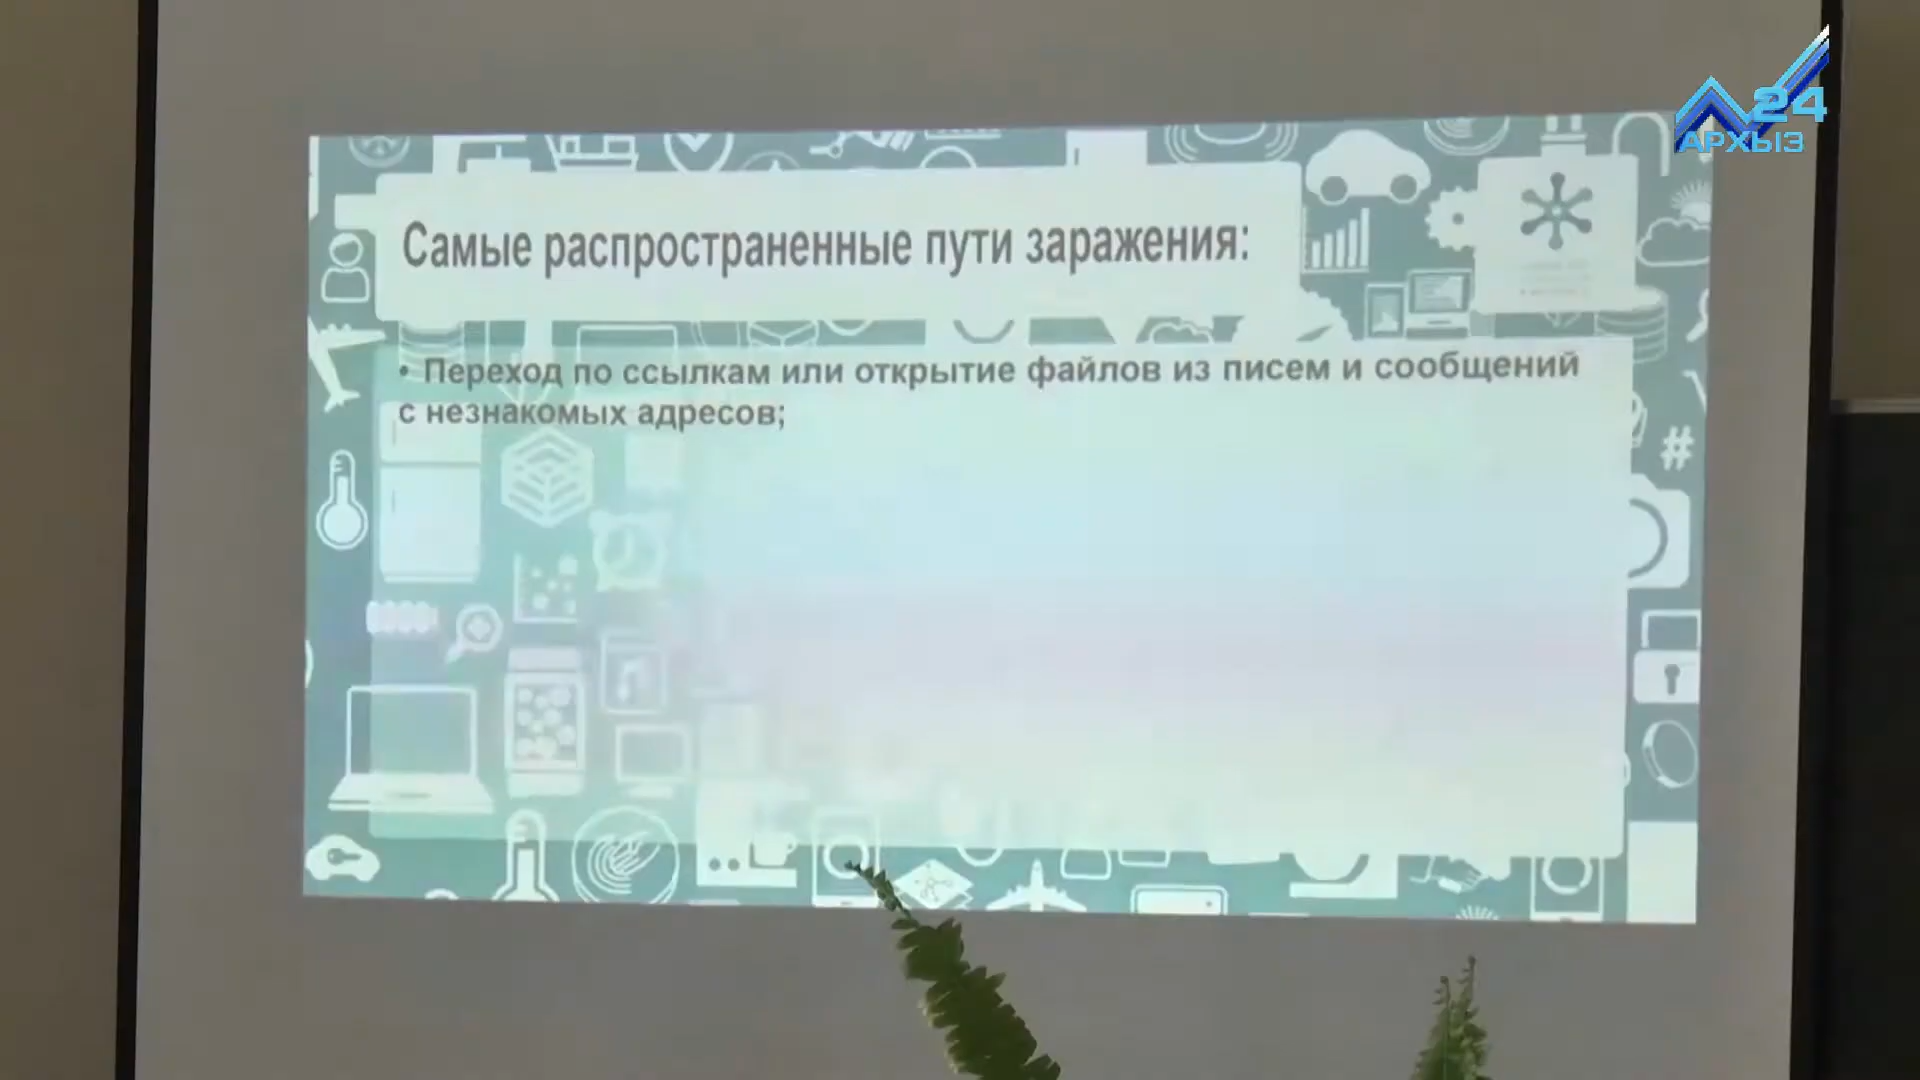 24
АРХЫЗ
Самые распространенные пути заражения:
• Переход по ссылкам или открытие файлов из писем и сообщений
с незнакомых адресов;
#